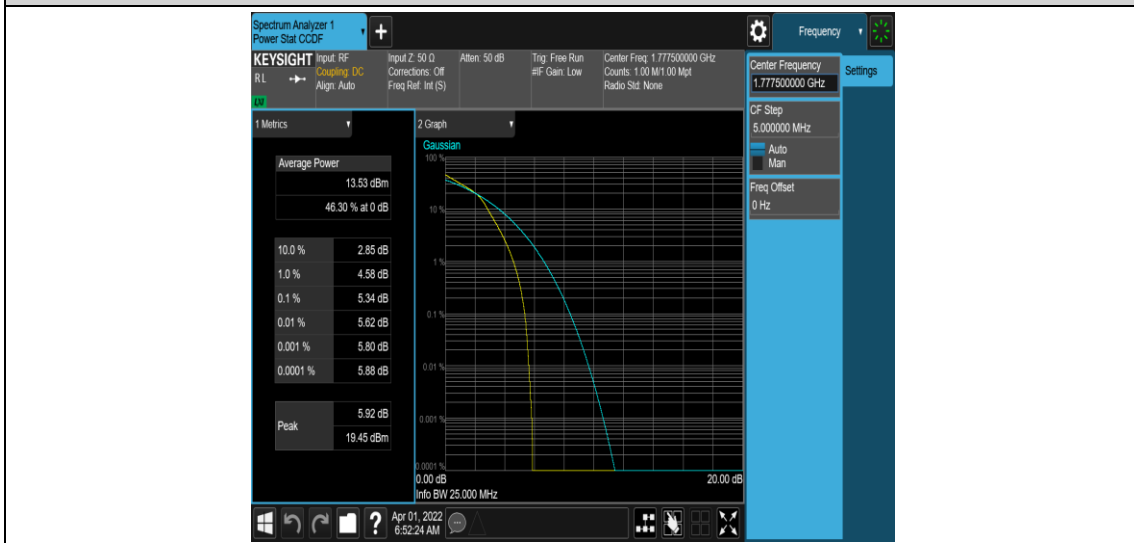 Spectrum Analyzer 1
Power Stat CCDF
+
Frequency
KEYSIGHT
RL
LXI
Input: RF
Coupling: DC
Align: Auto
Input Z: 50 Ω
Corrections: Off
Freq Ref: Int (S)
Atten: 50 dB
Trig: Free Run
#IF Gain: Low
Center Freq: 1.777500000 GHz
Counts: 1.00 M/1.00 Mpt
Radio Std: None
Center Frequency
1.777500000 GHz
Settings
CF Step
5.000000 MHz
Auto
Man
Freq Offset
0 Hz
1 Metrics
Average Power
13.53 dBm
46.30 % at 0 dB
10.0 % 2.85 dB
1.0 % 4.58 dB
0.1 % 5.34 dB
0.01 % 5.62 dB
0.001 % 5.80 dB
0.0001 % 5.88 dB
Peak
5.92 dB
19.45 dBm
2 Graph
Gaussian
100 %
10 %
1 %
0.1 %
0.01 %
0.001 %
0.0001 %
0.00 dB 20.00 dB
Info BW 25.000 MHz
?
Apr 01, 2022
6:52:24 AM